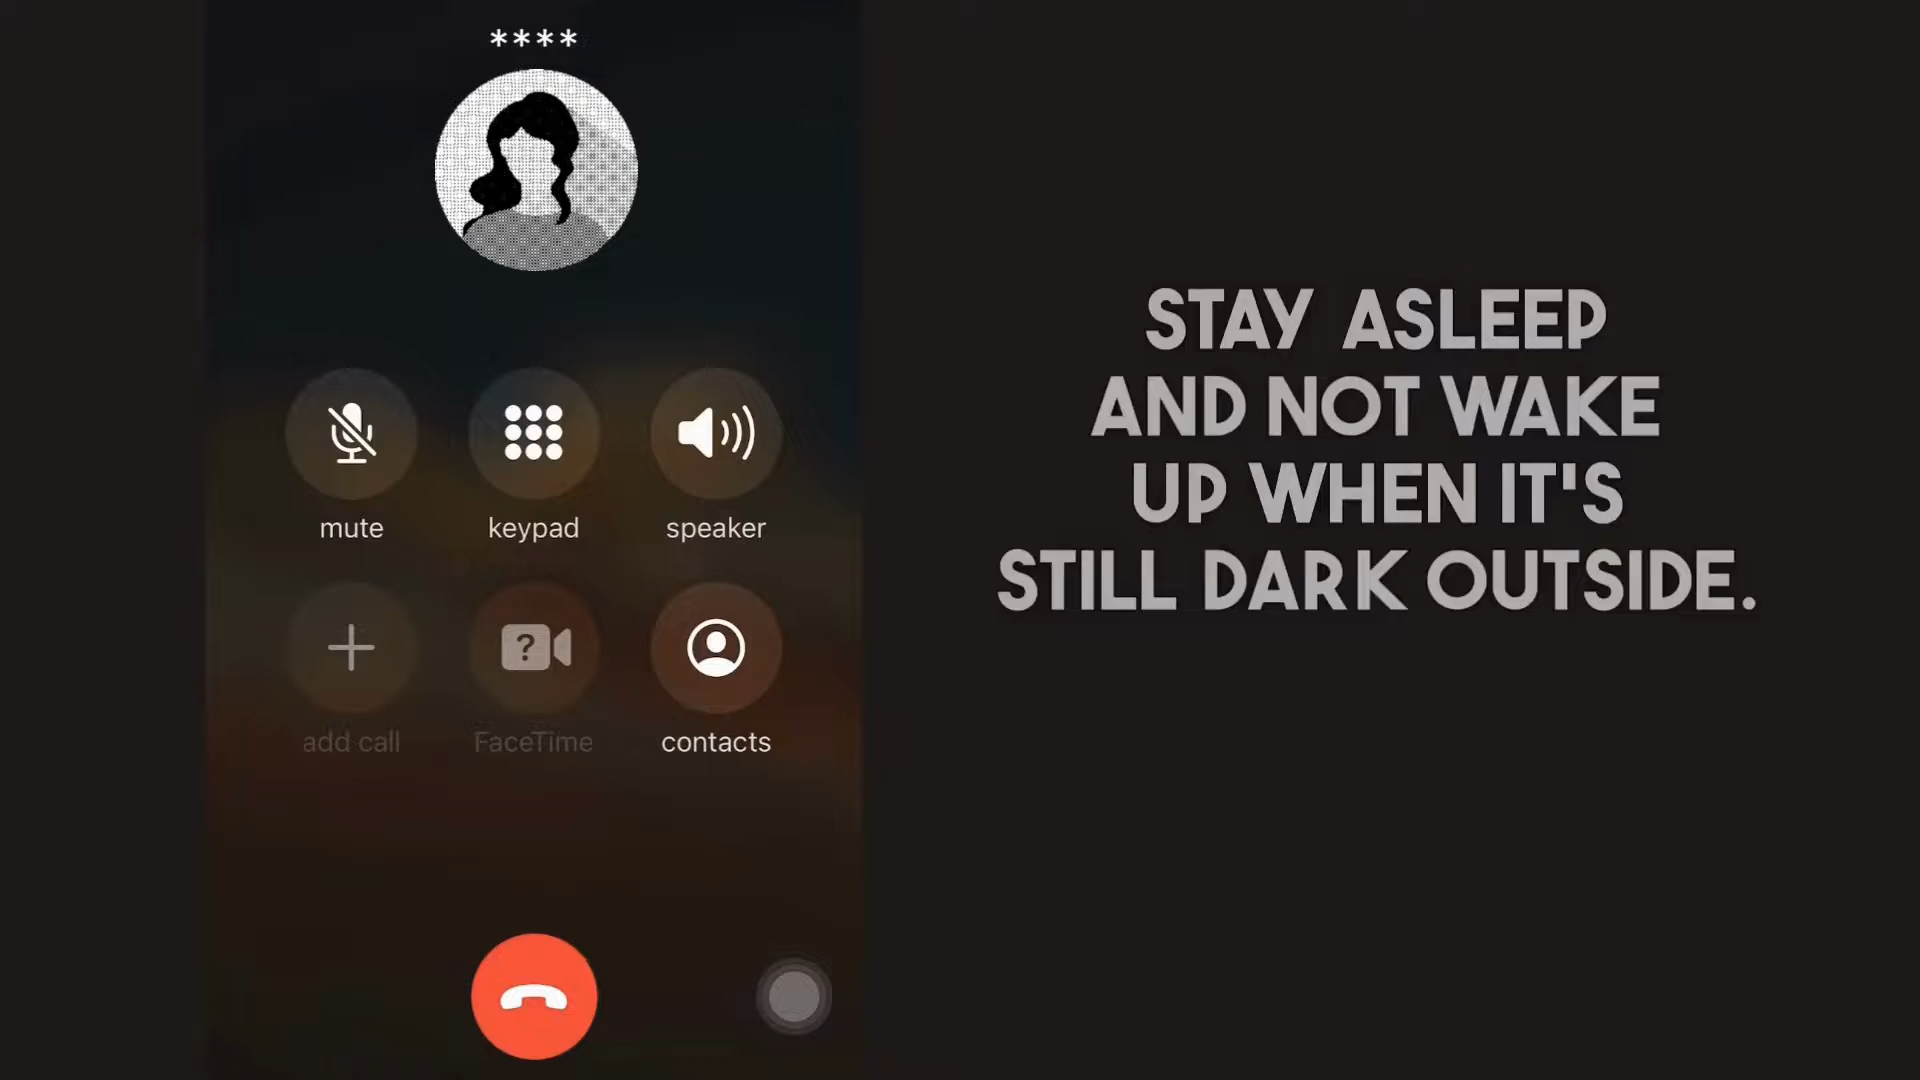 ****
mute
keypad
speaker
?
add call
FaceTime
contacts
STAY ASLEEP
AND NOT WAKE
UP WHEN IT'S
STILL DARK OUTSIDE.